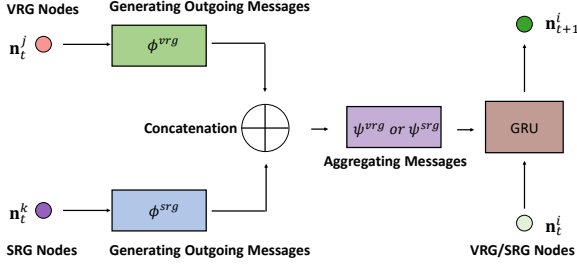 VRG Nodes
Generating Outgoing Messages
n_t^j
ϕ^{vrg}
n_{t+1}^i
Concatenation
ψ^{vrg} or ψ^{srg}
GRU
Aggregating Messages
n_t^k
ϕ^{srg}
n_t^i
SRG Nodes
Generating Outgoing Messages
VRG/SRG Nodes